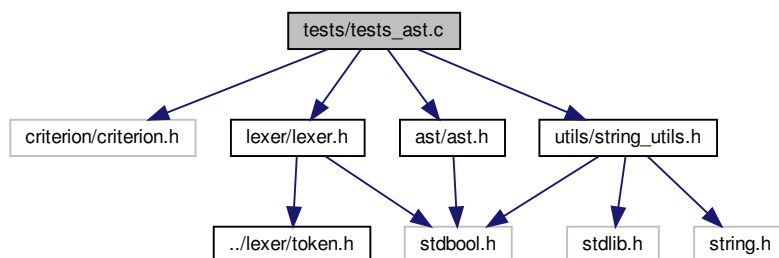 tests/tests_ast.c
criterion/criterion.h
lexer/lexer.h
ast/ast.h
utils/string_utils.h
../lexer/token.h
stdbool.h
stdlib.h
string.h